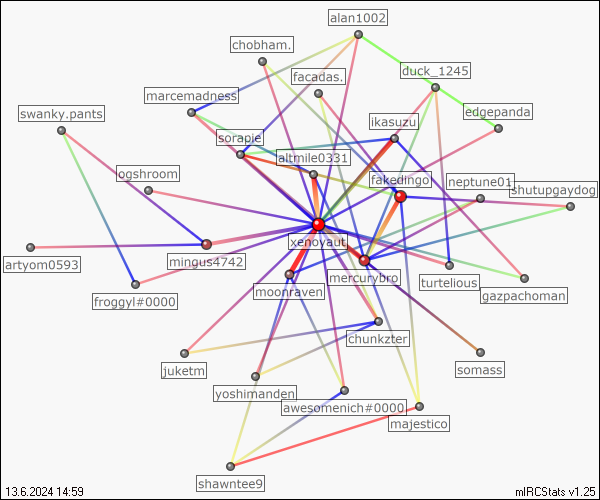 alan1002
chobham.
duck_1245
facadas.
marcemadness
edgepanda
swanky.pants
ikasuzu
sorapie
altmile0331
logshroom
fakedingo
neptune01
shutupgaydog
xenoyaut
mingus4742
artyom0593
mercurybro
turtelious
gazpachoman
moonraven
froggyl#0000
chunkzter
juketm
somass
yoshimanden
awesomenich#0000
majestico
shawntee9
13.6.2024 14:59
mIRCStats v1.25